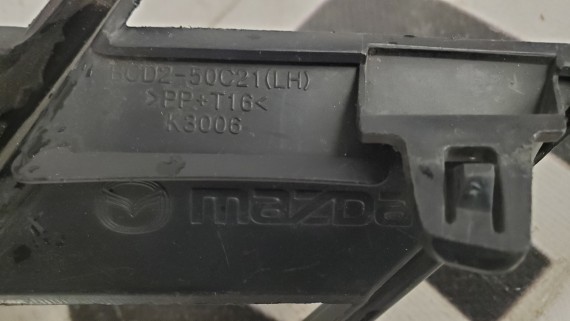 BCD2-50C21(LH)
>PP+T16<
K3006
mazda